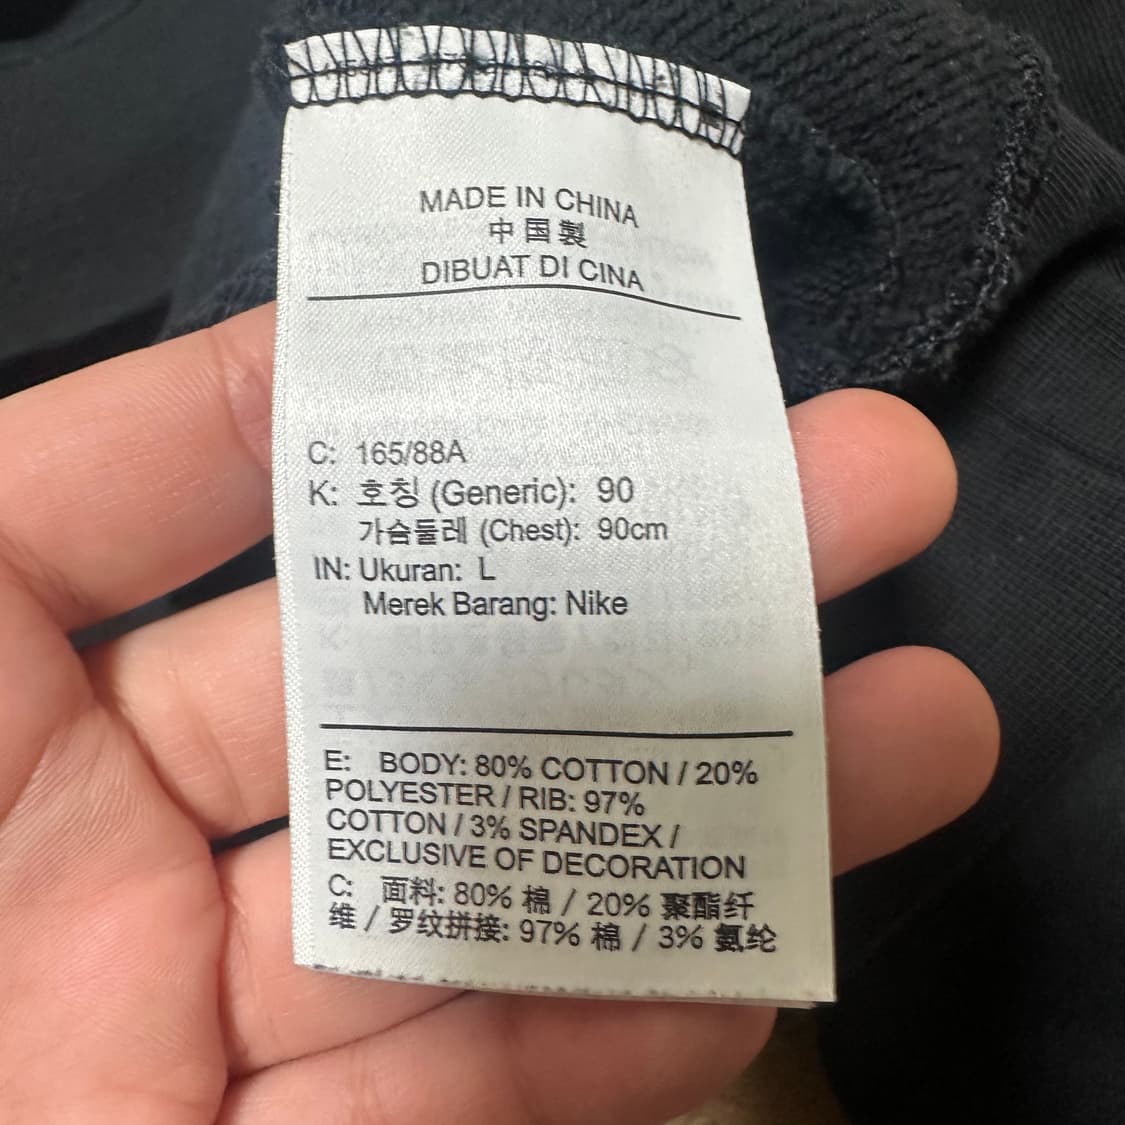 MADE IN CHINA
中国製
DIBUAT DI CINA
C: 165/88A
K: 호칭 (Generic): 90
가슴둘레 (Chest): 90cm
IN: Ukuran: L
Merek Barang: Nike
E: BODY: 80% COTTON / 20%
POLYESTER / RIB: 97%
COTTON / 3% SPANDEX /
EXCLUSIVE OF DECORATION
C: 面料: 80% 棉 / 20% 聚酯纤
维 / 罗纹拼接: 97% 棉 / 3% 氨纶